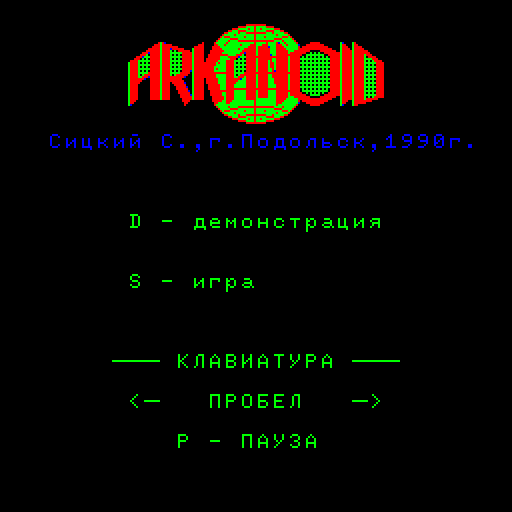 ARKANOID
Сицкий С.,г.Подольск,1990г.
D - демонстрация
S - игра
—— КЛАВИАТУРА ——
<— ПРОБЕЛ —>
P - ПАУЗА